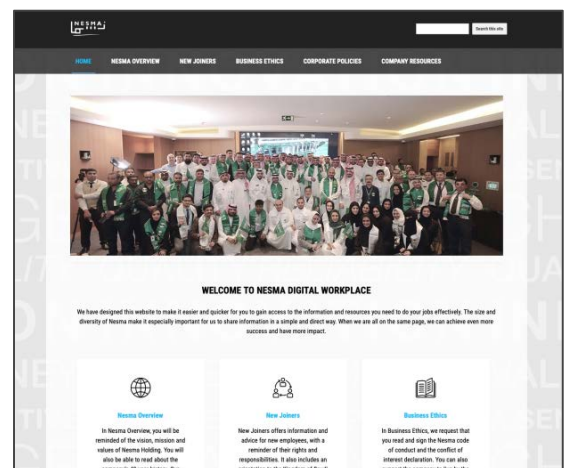 NESMA نسما
Search this site
HOME NESMA OVERVIEW NEW JOINERS BUSINESS ETHICS CORPORATE POLICIES COMPANY RESOURCES
WELCOME TO NESMA DIGITAL WORKPLACE
We have designed this website to make it easier and quicker for you to gain access to the information and resources you need to do your jobs effectively. The size and
diversity of Nesma make it especially important for us to share information in a simple and direct way. When we are all on the same page, we can achieve even more
success and have more impact.
Nesma Overview
In Nesma Overview, you will be
reminded of the vision, mission and
values of Nesma Holding. You will
also be able to read about the
New Joiners
New Joiners offers information and
advice for new employees, with a
reminder of their rights and
responsibilities. It also includes an
Business Ethics
In Business Ethics, we request that
you read and sign the Nesma code
of conduct and the conflict of
interest declaration. You can also